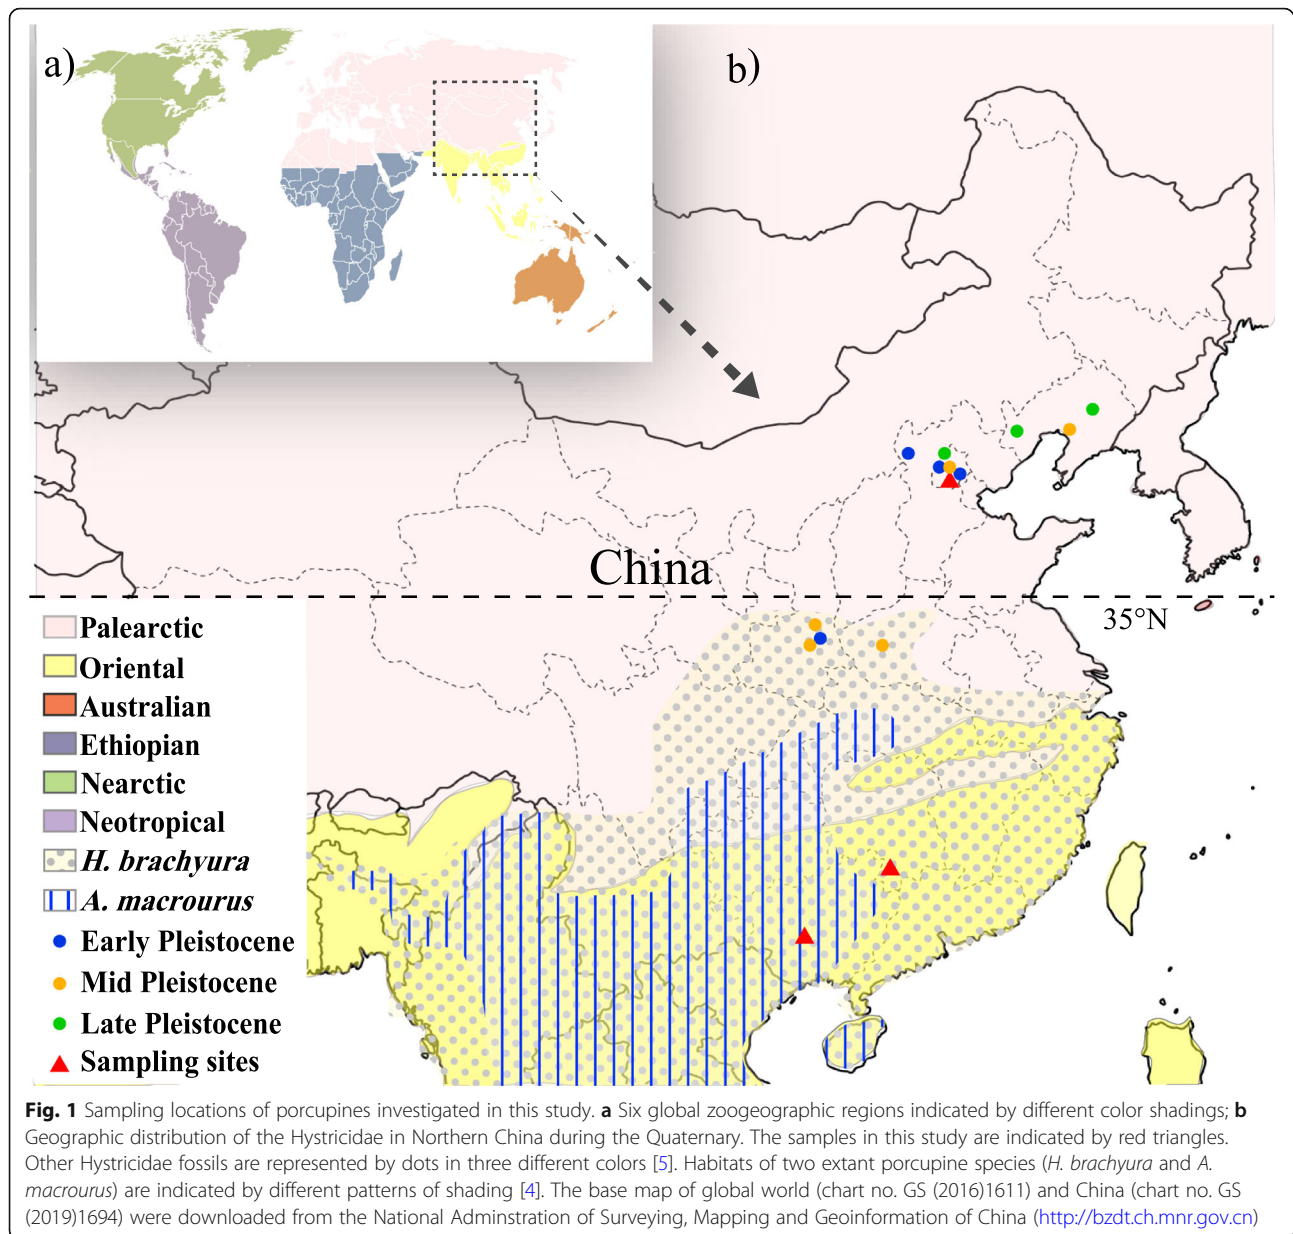 a)
b)
China
35°N
Palearctic
Oriental
Australian
Ethiopian
Nearctic
Neotropical
H. brachyura
A. macrourus
Early Pleistocene
Mid Pleistocene
Late Pleistocene
Sampling sites
Fig. 1 Sampling locations of porcupines investigated in this study. a Six global zoogeographic regions indicated by different color shadings; b
Geographic distribution of the Hystricidae in Northern China during the Quaternary. The samples in this study are indicated by red triangles.
Other Hystricidae fossils are represented by dots in three different colors [5]. Habitats of two extant porcupine species (H. brachyura and A.
macrourus) are indicated by different patterns of shading [4]. The base map of global world (chart no. GS (2016)1611) and China (chart no. GS
(2019)1694) were downloaded from the National Adminstration of Surveying, Mapping and Geoinformation of China (http://bzdt.ch.mnr.gov.cn)